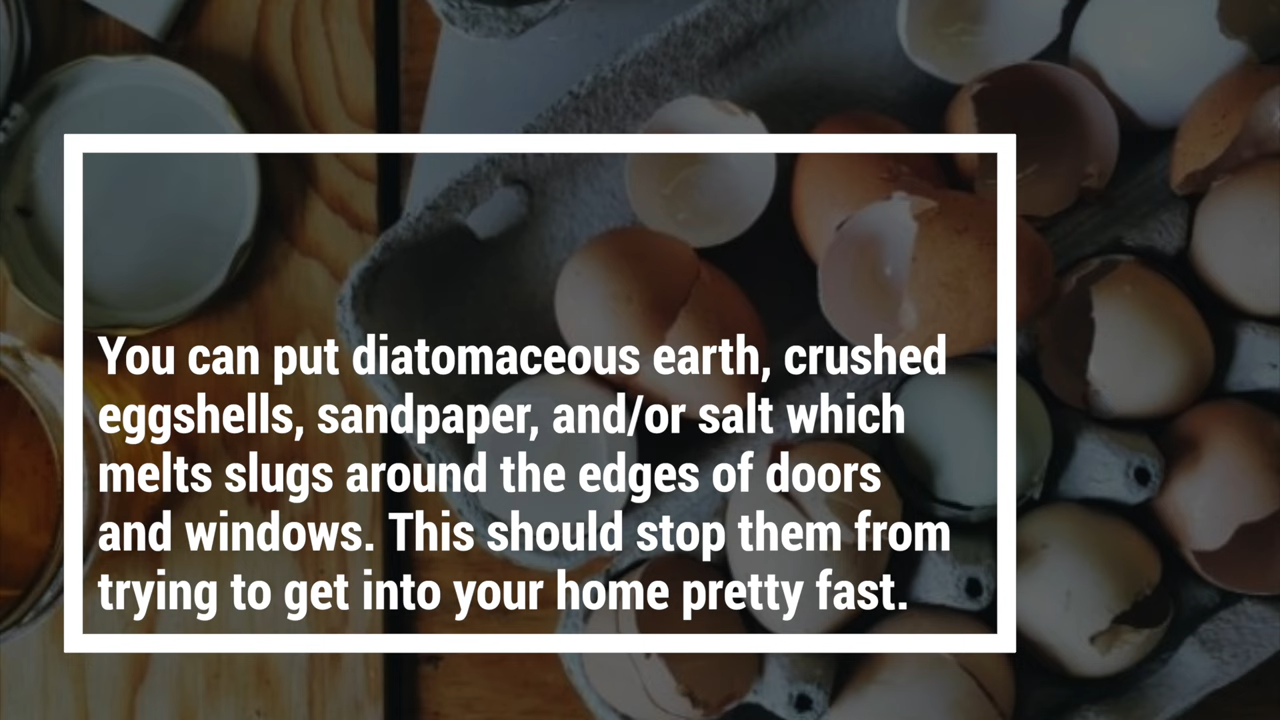 You can put diatomaceous earth, crushed
eggshells, sandpaper, and/or salt which
melts slugs around the edges of doors
and windows. This should stop them from
trying to get into your home pretty fast.